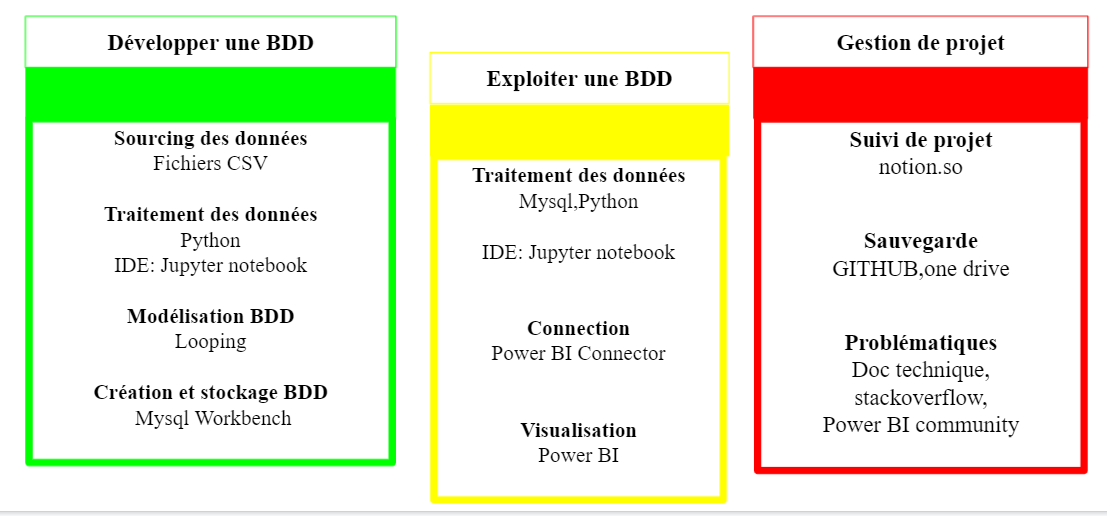 Développer une BDD
Sourcing des données
Fichiers CSV
Traitement des données
Python
IDE: Jupyter notebook
Modélisation BDD
Looping
Création et stockage BDD
Mysql Workbench
Exploiter une BDD
Traitement des données
Mysql,Python
IDE: Jupyter notebook
Connection
Power BI Connector
Visualisation
Power BI
Gestion de projet
Suivi de projet
notion.so
Sauvegarde
GITHUB,one drive
Problématiques
Doc technique,
stackoverflow,
Power BI community